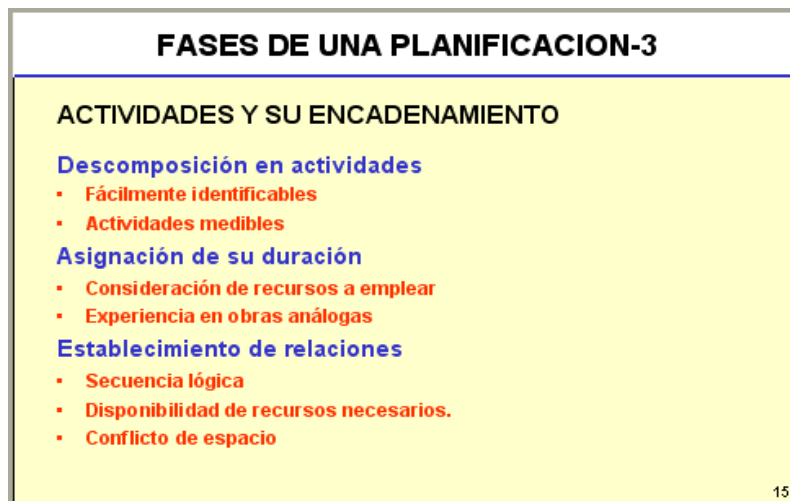 FASES DE UNA PLANIFICACION-3
ACTIVIDADES Y SU ENCADENAMIENTO
Descomposición en actividades
▪ Fácilmente identificables
▪ Actividades medibles
Asignación de su duración
▪ Consideración de recursos a emplear
▪ Experiencia en obras análogas
Establecimiento de relaciones
▪ Secuencia lógica
▪ Disponibilidad de recursos necesarios.
▪ Conflicto de espacio
15